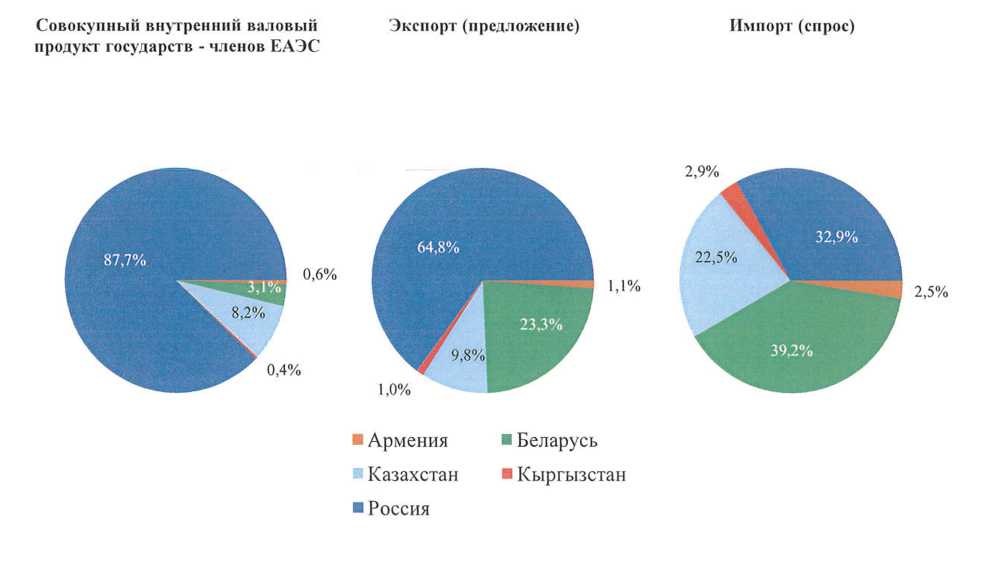 Совокупный внутренний валовый
продукт государств - членов ЕАЭС
Экспорт (предложение)
Импорт (спрос)
87,7%
0,6%
3,1%
8,2%
0,4%
64,8%
1,1%
23,3%
9,8%
1,0%
2,9%
32,9%
22,5%
2,5%
39,2%
Армения
Беларусь
Казахстан
Кыргызстан
Россия